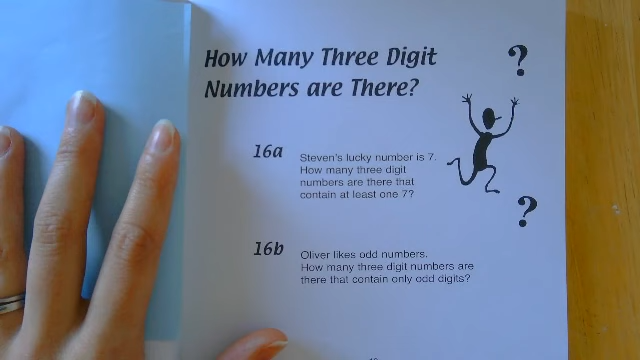 How Many Three Digit
Numbers are There?
?
16a
Steven's lucky number is 7.
How many three digit
numbers are there that
contain at least one 7?
?
16b
Oliver likes odd numbers.
How many three digit numbers are
there that contain only odd digits?